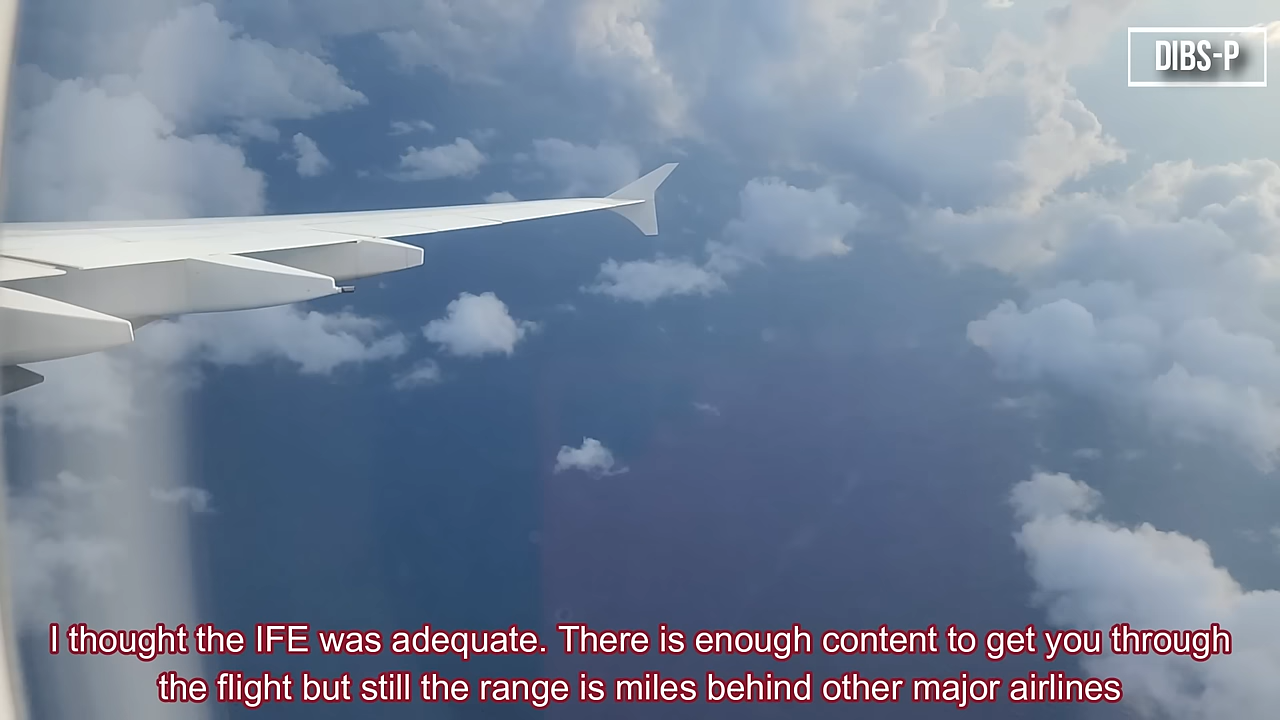 DIBS-P
I thought the IFE was adequate. There is enough content to get you through
the flight but still the range is miles behind other major airlines